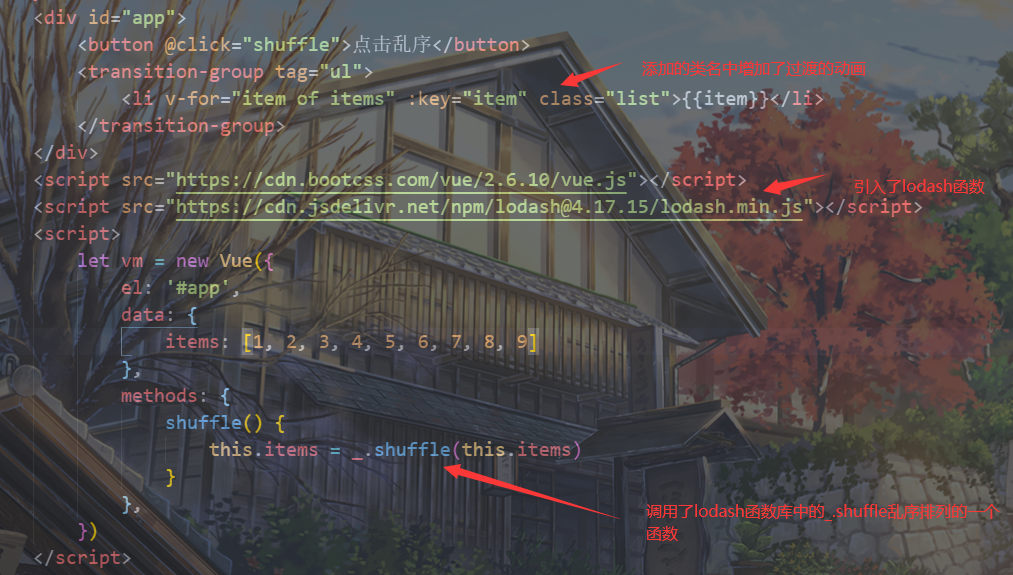 <div id="app">
<button @click="shuffle">点击乱序</button>
<transition-group tag="ul">
添加的类名中增加了过渡的动画
<li v-for="item of items" :key="item" class="list">{{item}}</li>
</transition-group>
</div>
<script src="https://cdn.bootcss.com/vue/2.6.10/vue.js"></script>
引入了lodash函数
<script src="https://cdn.jsdelivr.net/npm/lodash@4.17.15/lodash.min.js"></script>
<script>
let vm = new Vue({
el: '#app',
data: {
items: [1, 2, 3, 4, 5, 6, 7, 8, 9]
},
methods: {
shuffle() {
this.items = _.shuffle(this.items)
}
调用了lodash函数库中的_.shuffle乱序排列的一个
函数
},
})
</script>